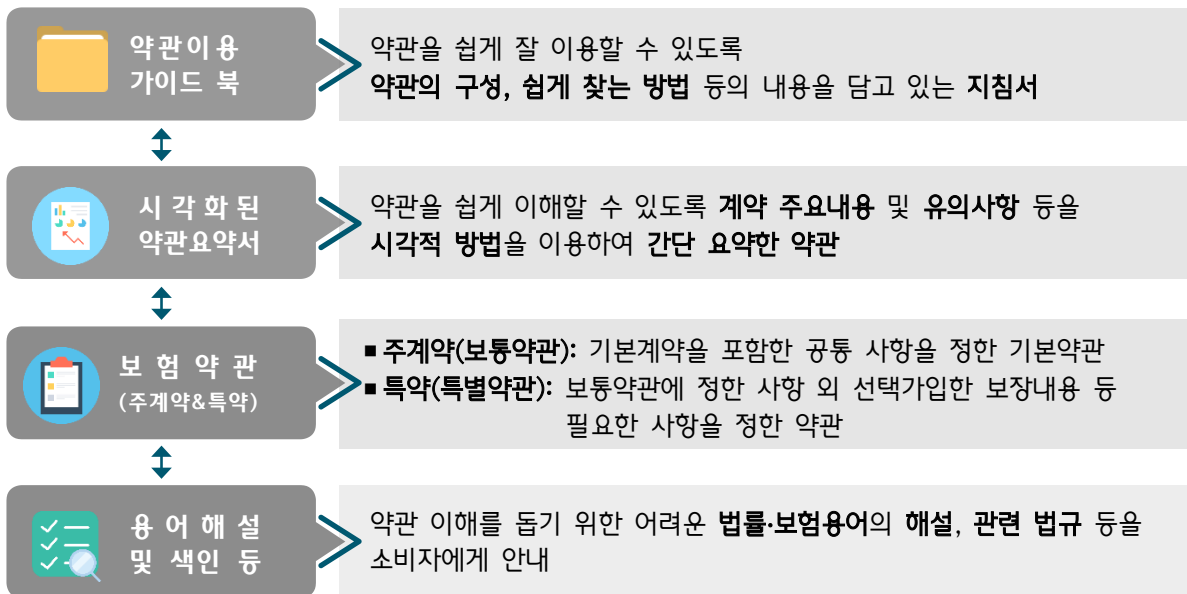 약관이용
가이드 북
약관을 쉽게 잘 이용할 수 있도록
약관의 구성, 쉽게 찾는 방법 등의 내용을 담고 있는 지침서
시 각 화 된
약관요약서
약관을 쉽게 이해할 수 있도록 계약 주요내용 및 유의사항 등을
시각적 방법을 이용하여 간단 요약한 약관
보 험 약 관
(주계약&특약)
▪ 주계약(보통약관): 기본계약을 포함한 공통 사항을 정한 기본약관
▪ 특약(특별약관): 보통약관에 정한 사항 외 선택가입한 보장내용 등
필요한 사항을 정한 약관
용 어 해 설
및 색인 등
약관 이해를 돕기 위한 어려운 법률·보험용어의 해설, 관련 법규 등을
소비자에게 안내